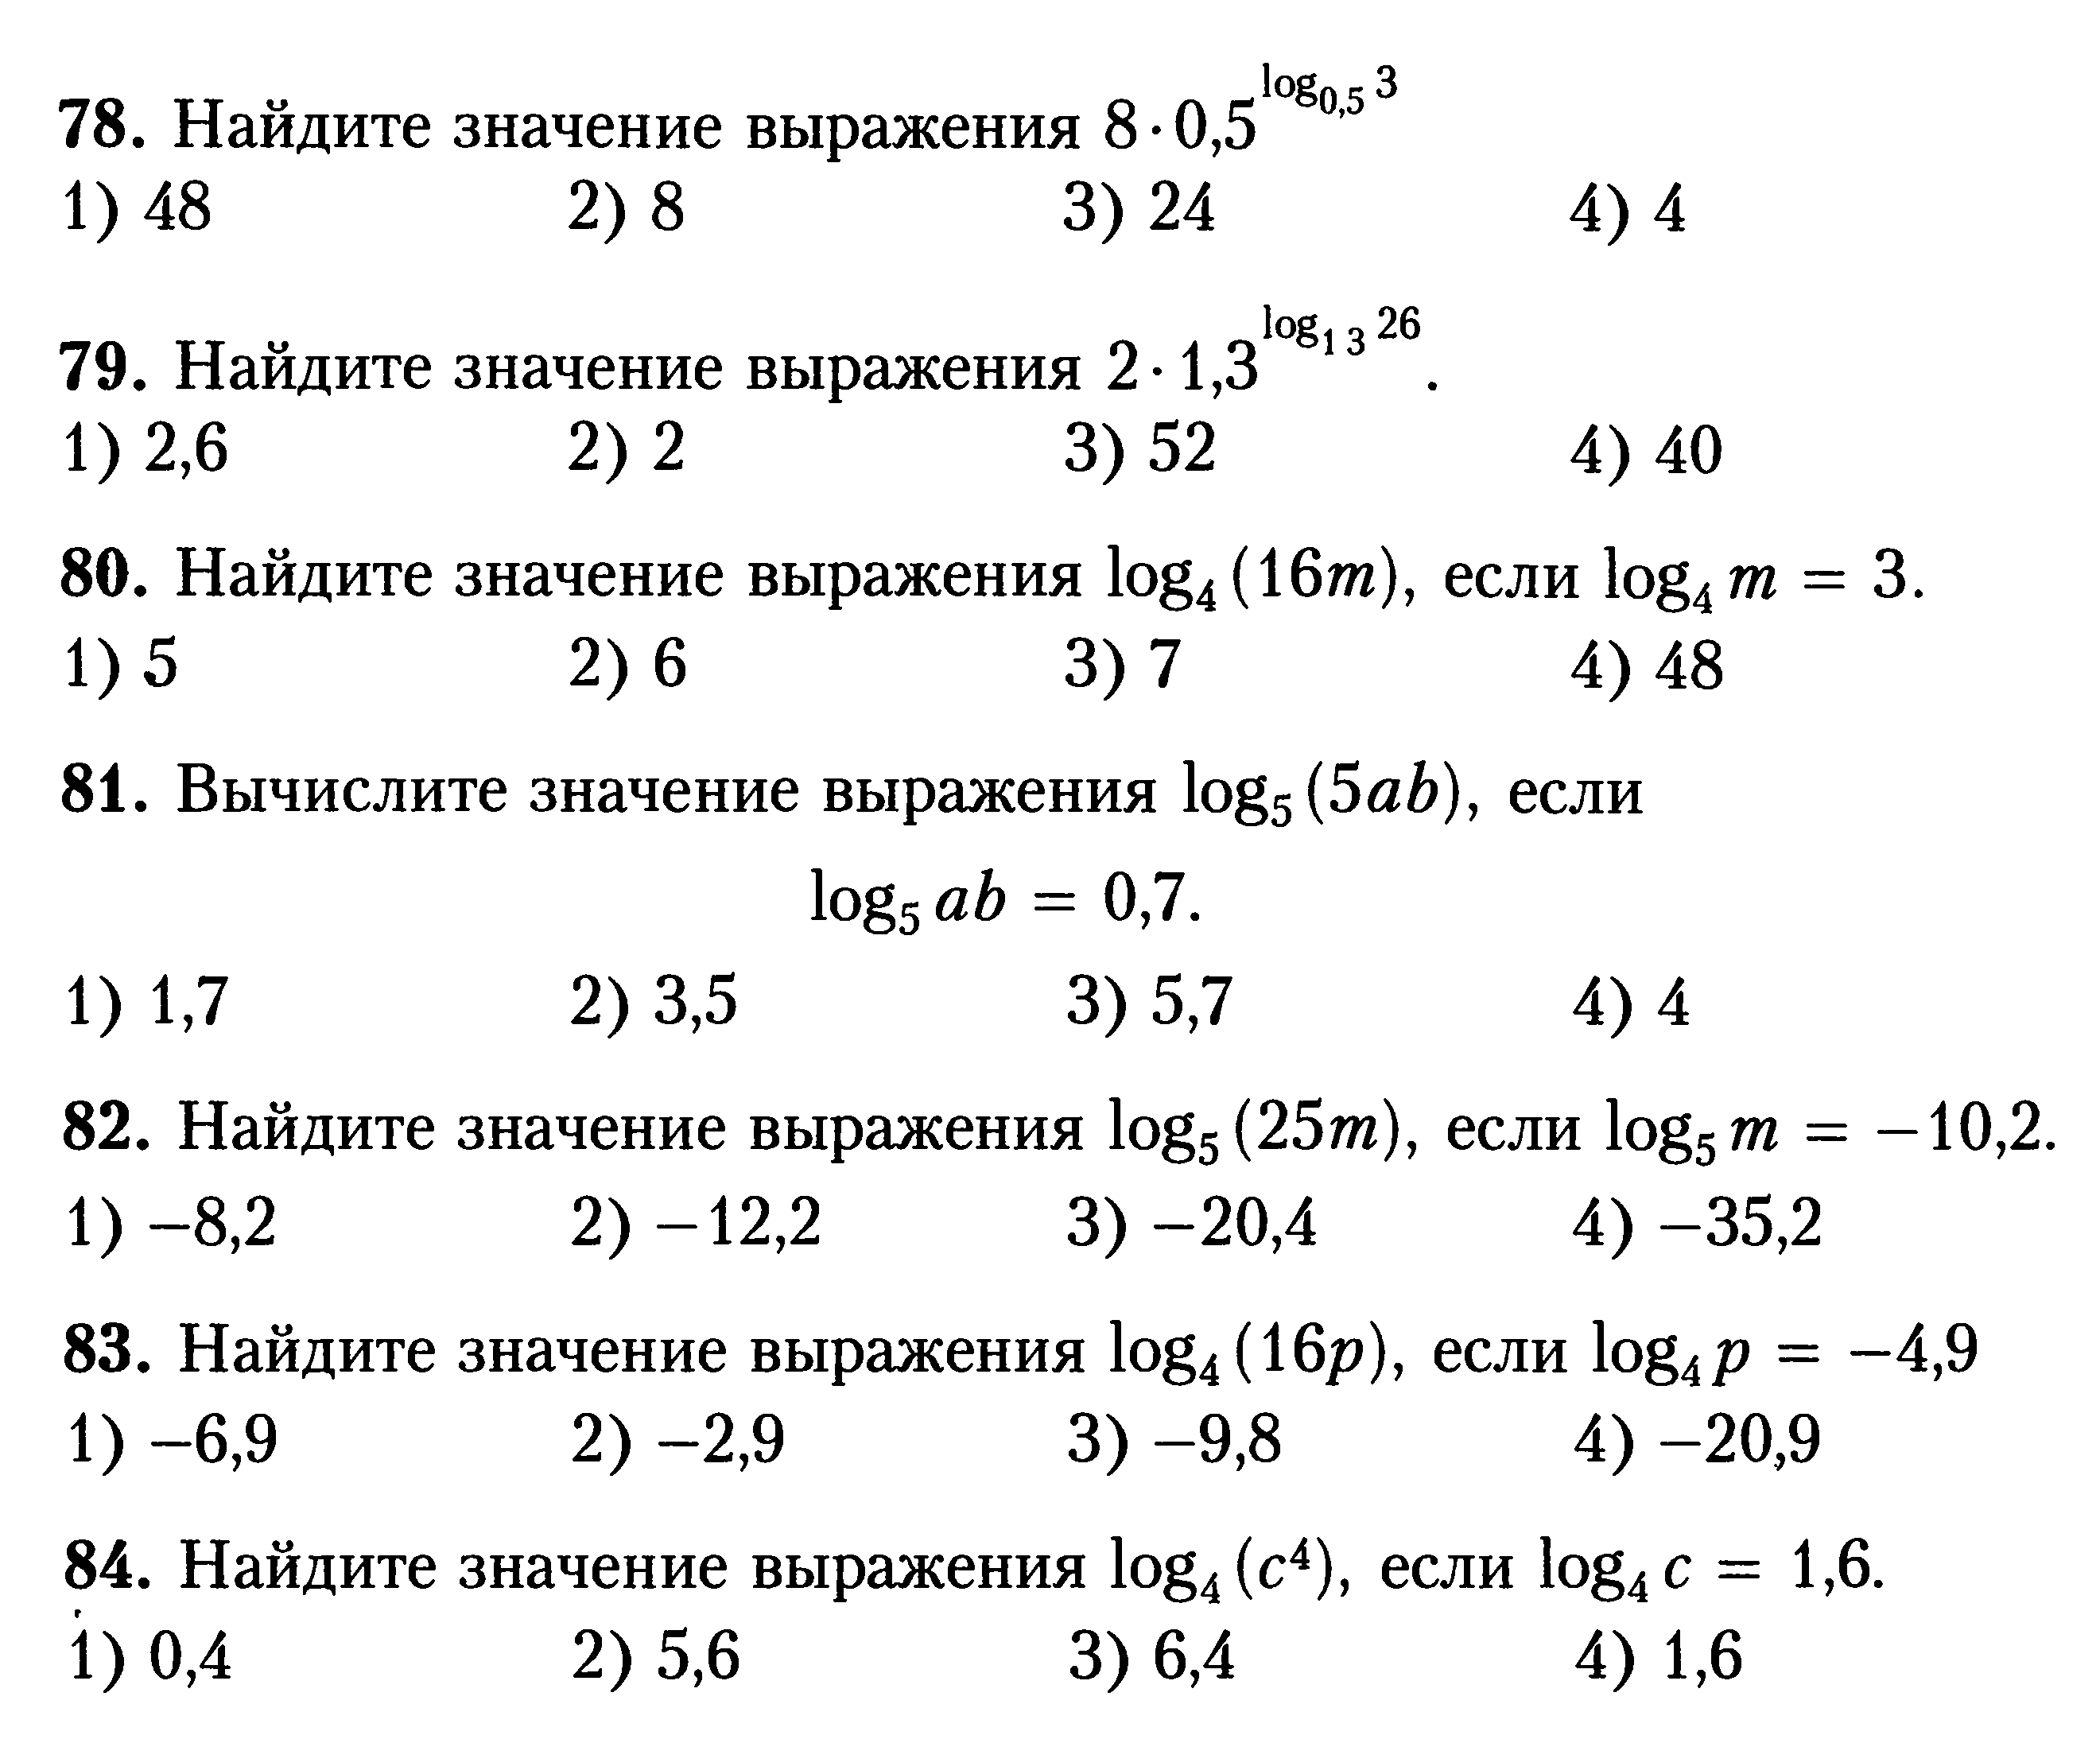 78. Найдите значение выражения 8·0,5^{log_{0,5} 3}
1) 48 2) 8 3) 24 4) 4
79. Найдите значение выражения 2·1,3^{log_{1 3} 26}.
1) 2,6 2) 2 3) 52 4) 40
80. Найдите значение выражения log₄(16m), если log₄ m = 3.
1) 5 2) 6 3) 7 4) 48
81. Вычислите значение выражения log₅(5ab), если
log₅ ab = 0,7.
1) 1,7 2) 3,5 3) 5,7 4) 4
82. Найдите значение выражения log₅(25m), если log₅ m = −10,2.
1) −8,2 2) −12,2 3) −20,4 4) −35,2
83. Найдите значение выражения log₄(16p), если log₄ p = −4,9
1) −6,9 2) −2,9 3) −9,8 4) −20,9
84. Найдите значение выражения log₄(c⁴), если log₄ c = 1,6.
1) 0,4 2) 5,6 3) 6,4 4) 1,6